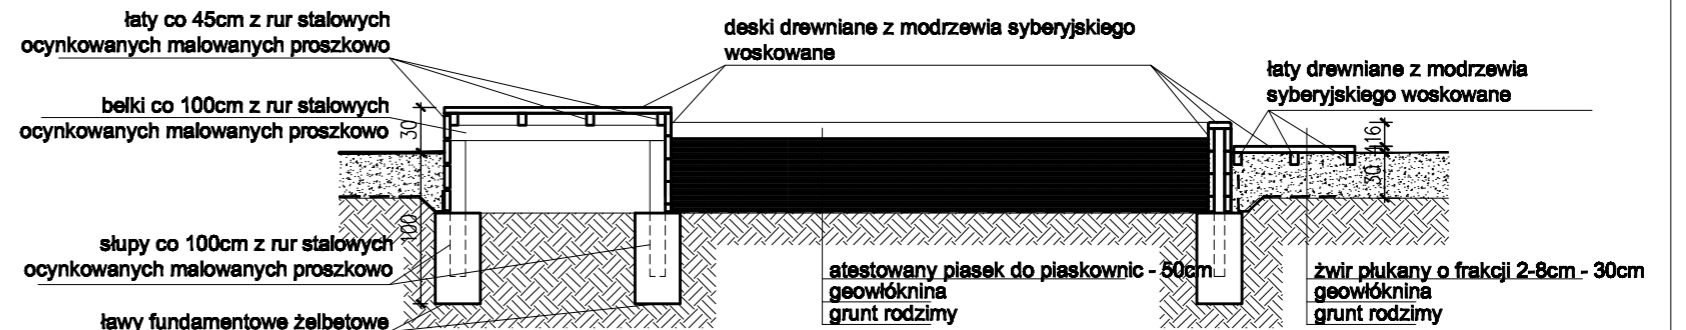 łaty co 45cm z rur stalowych
ocynkowanych malowanych proszkowo
deski drewniane z modrzewia syberyjskiego
woskowane
łaty drewniane z modrzewia
syberyjskiego woskowane
belki co 100cm z rur stalowych
ocynkowanych malowanych proszkowo
30
100
16
4
30
słupy co 100cm z rur stalowych
ocynkowanych malowanych proszkowo
ławy fundamentowe żelbetowe
atestowany piasek do piaskownic - 50cm
geowłóknina
grunt rodzimy
żwir płukany o frakcji 2-8cm - 30cm
geowłóknina
grunt rodzimy